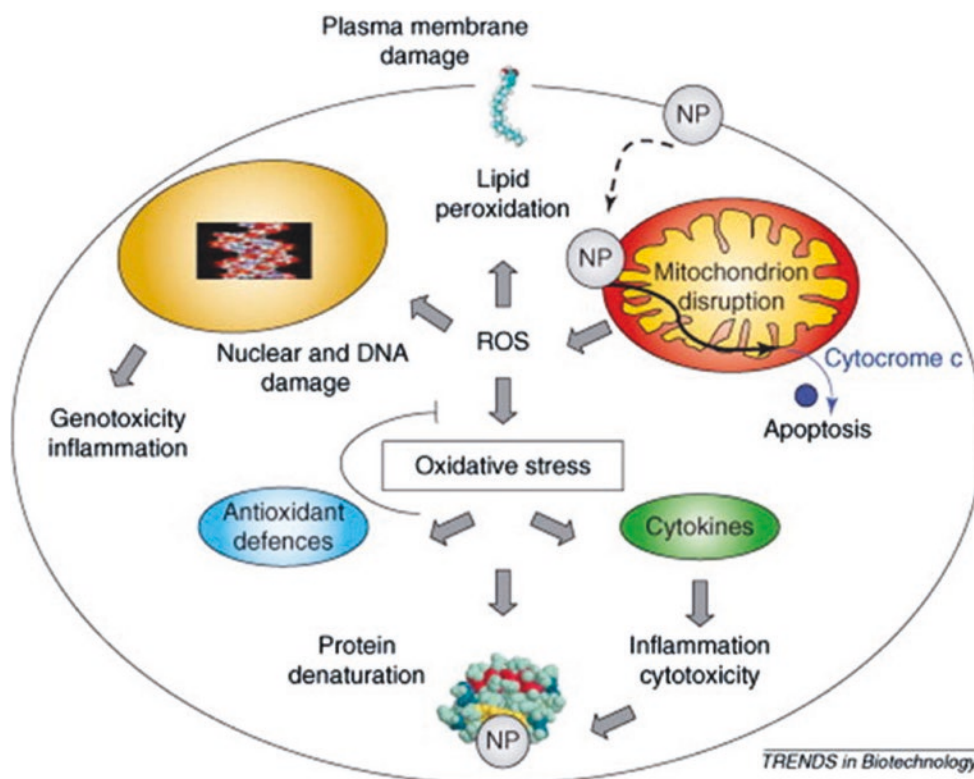 Plasma membrane
damage
NP
Lipid
peroxidation
NP
Mitochondrion
disruption
ROS
Nuclear and DNA
damage
Cytocrome c
Genotoxicity
inflammation
Apoptosis
Oxidative stress
Antioxidant
defences
Cytokines
Protein
denaturation
Inflammation
cytotoxicity
NP
TRENDS in Biotechnology